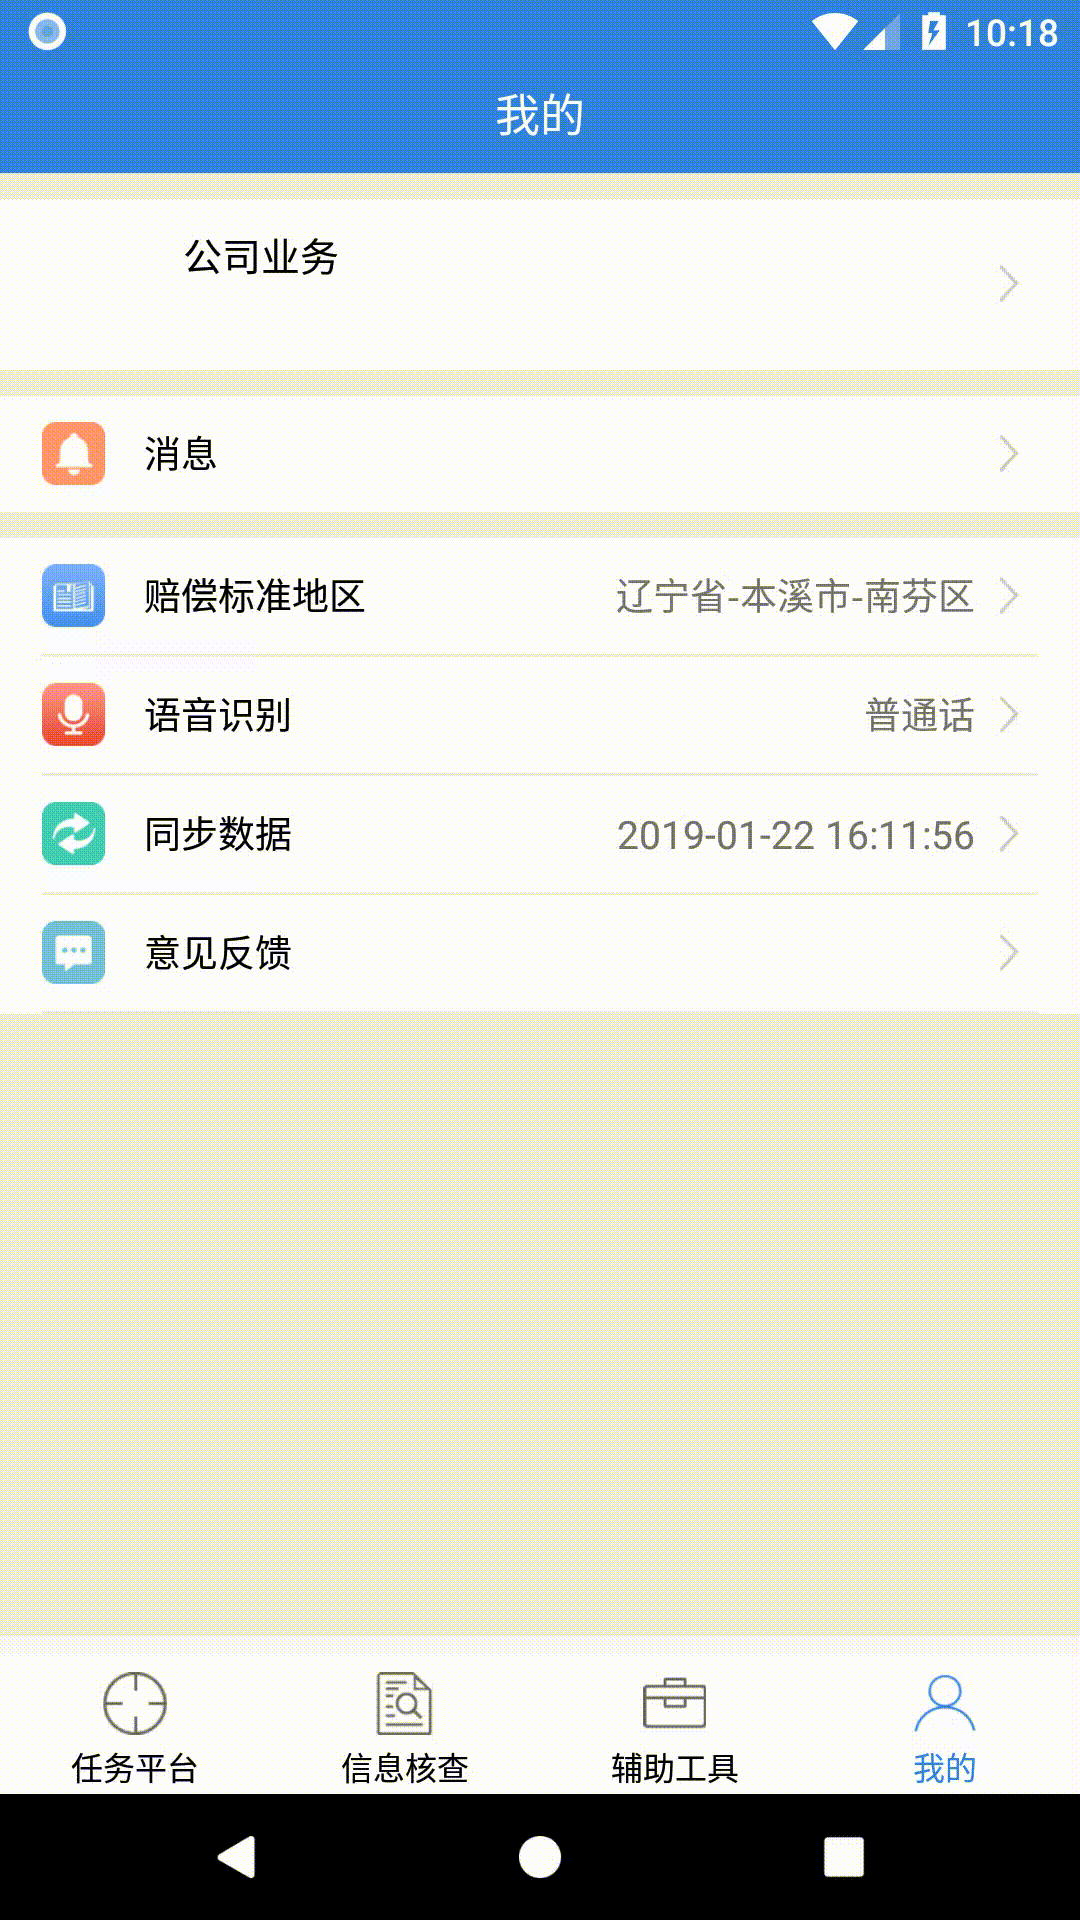 10:18
我的
公司业务
消息
赔偿标准地区 辽宁省-本溪市-南芬区
语音识别 普通话
同步数据 2019-01-22 16:11:56
意见反馈
任务平台 信息核查 辅助工具 我的